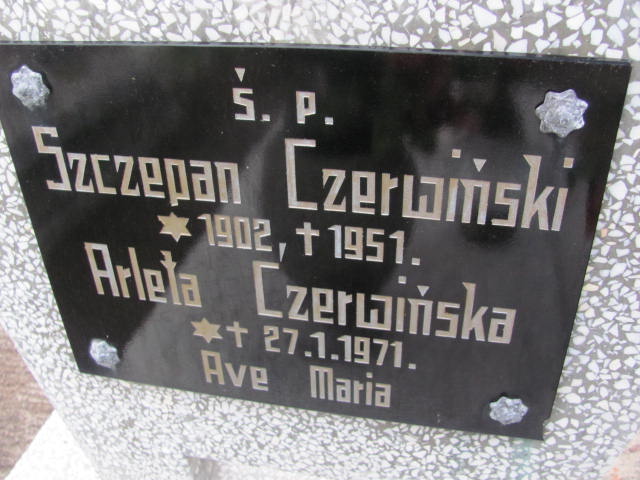 Ś. P.
Szczepan Czerwiński
* 1902, † 1951.
Arleta Czerwińska
* † 27.1.1971.
Ave Maria